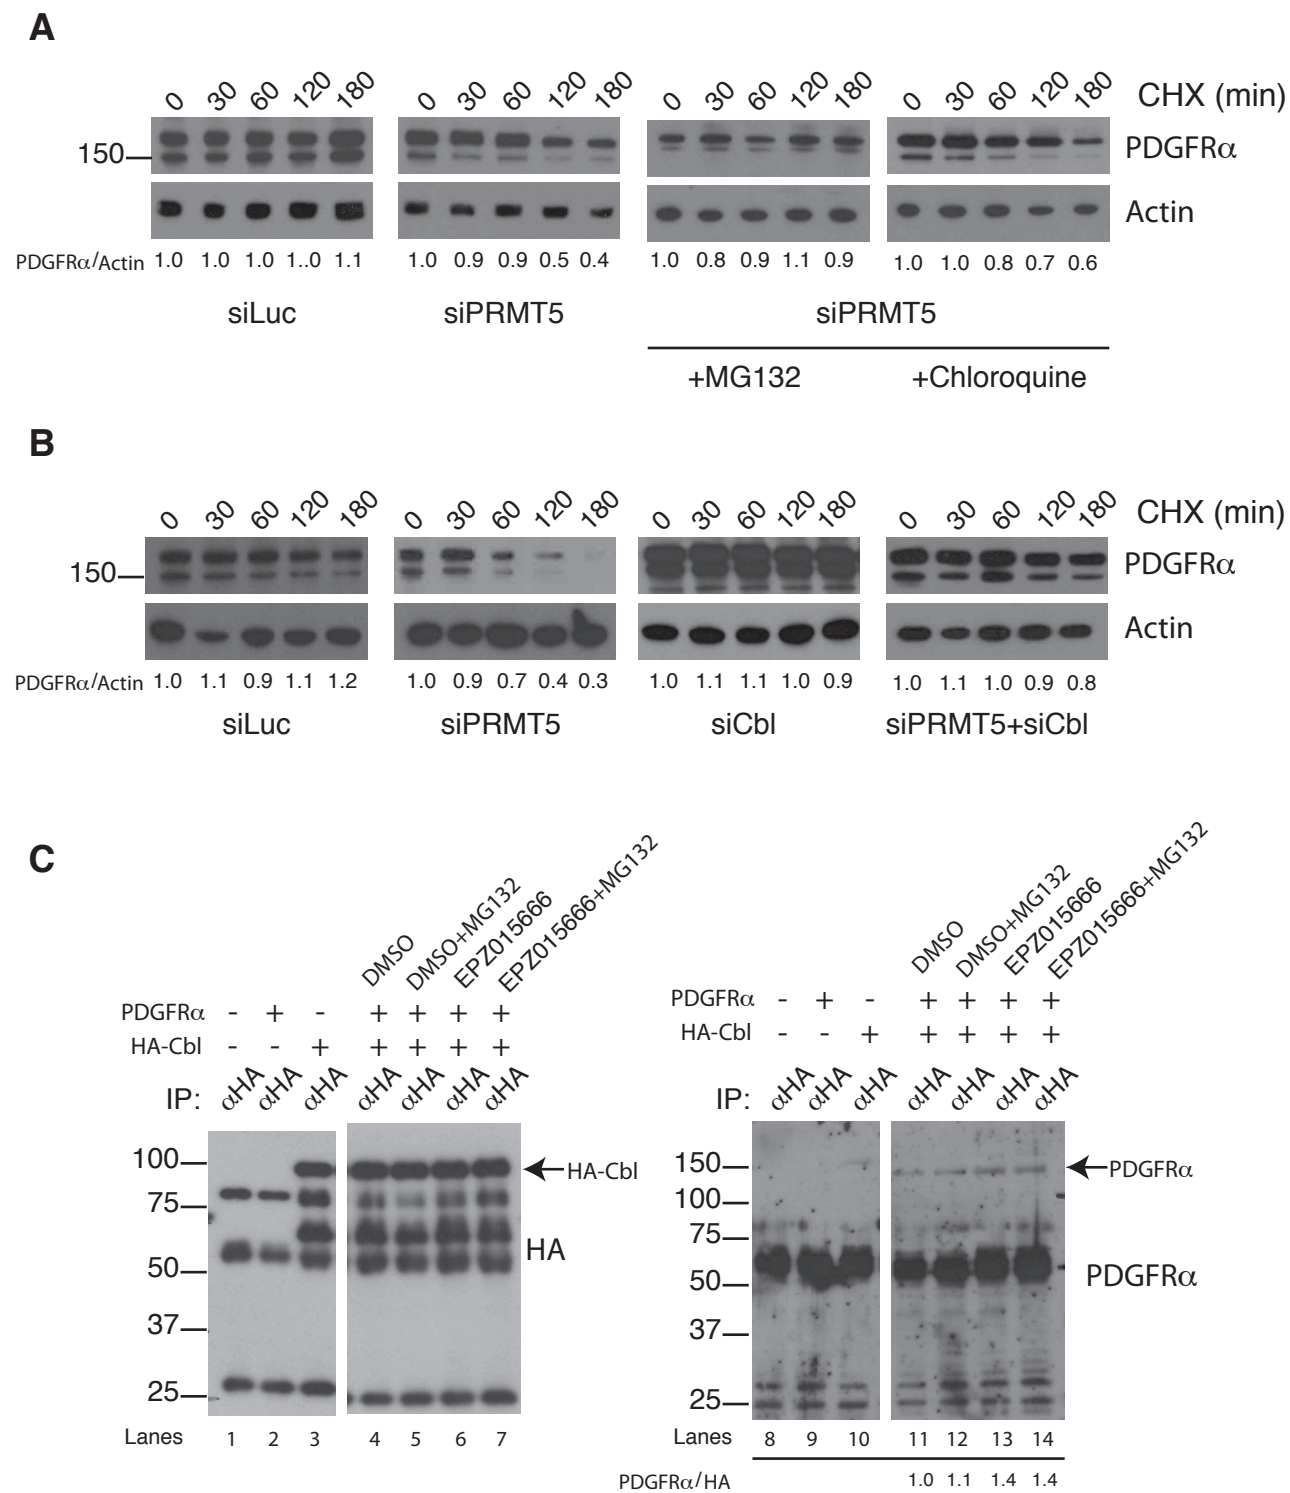 A
0 30 60 120 180 0 30 60 120 180 0 30 60 120 180 0 30 60 120 180 CHX (min)
150 PDGFRα
Actin
PDGFRα/Actin 1.0 1.0 1.0 1..0 1.1 1.0 0.9 0.9 0.5 0.4 1.0 0.8 0.9 1.1 0.9 1.0 1.0 0.8 0.7 0.6
siLuc siPRMT5 siPRMT5
+MG132 +Chloroquine
B
0 30 60 120 180 0 30 60 120 180 0 30 60 120 180 0 30 60 120 180 CHX (min)
150 PDGFRα
Actin
PDGFRα/Actin 1.0 1.1 0.9 1.1 1.2 1.0 0.9 0.7 0.4 0.3 1.0 1.1 1.1 1.0 0.9 1.0 1.1 1.0 0.9 0.8
siLuc siPRMT5 siCbl siPRMT5+siCbl
C
DMSO DMSO+MG132 EPZ015666 EPZ015666+MG132
PDGFRα - + - + + + +
HA-Cbl - - + + + + +
IP: αHA αHA αHA αHA αHA αHA αHA
100 HA-Cbl
75
HA
50
37
25
Lanes 1 2 3 4 5 6 7
DMSO DMSO+MG132 EPZ015666 EPZ015666+MG132
PDGFRα - + - + + + +
HA-Cbl - - + + + + +
IP: αHA αHA αHA αHA αHA αHA αHA
150 PDGFRα
100
75
PDGFRα
50
37
25
Lanes 8 9 10 11 12 13 14
PDGFRα/HA 1.0 1.1 1.4 1.4